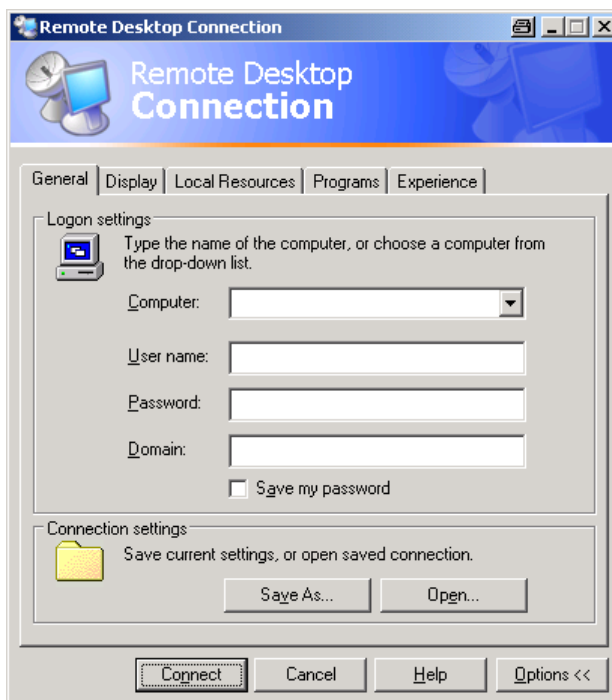 Remote Desktop Connection
Remote Desktop
Connection
General Display Local Resources Programs Experience
Logon settings
Type the name of the computer, or choose a computer from
the drop-down list.
Computer:
User name:
Password:
Domain:
Save my password
Connection settings
Save current settings, or open saved connection.
Save As... Open...
Connect Cancel Help Options <<